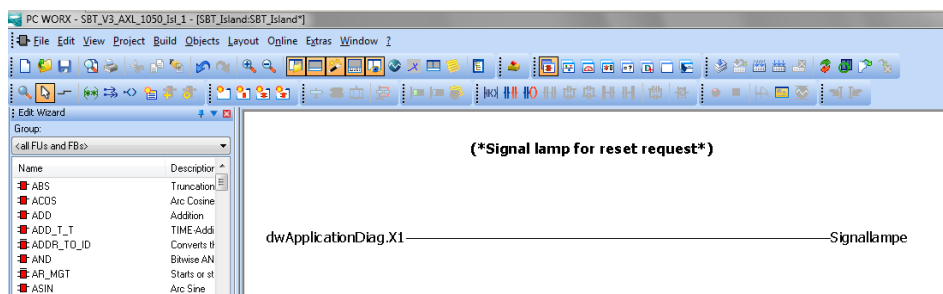 PC WORX - SBT_V3_AXL_1050_Isl_1 - [SBT_Island:SBT_Island*]
File Edit View Project Build Objects Layout Online Extras Window ?
Edit Wizard
Group:
<all FUs and FBs>
Name Description
ABS Truncation
ACOS Arc Cosine
ADD Addition
ADD_T_T TIME-Addi
ADDR_TO_ID Converts th
AND Bitwise AN
AR_MGT Starts or st
ASIN Arc Sine
(*Signal lamp for reset request*)
dwApplicationDiag.X1 Signallampe